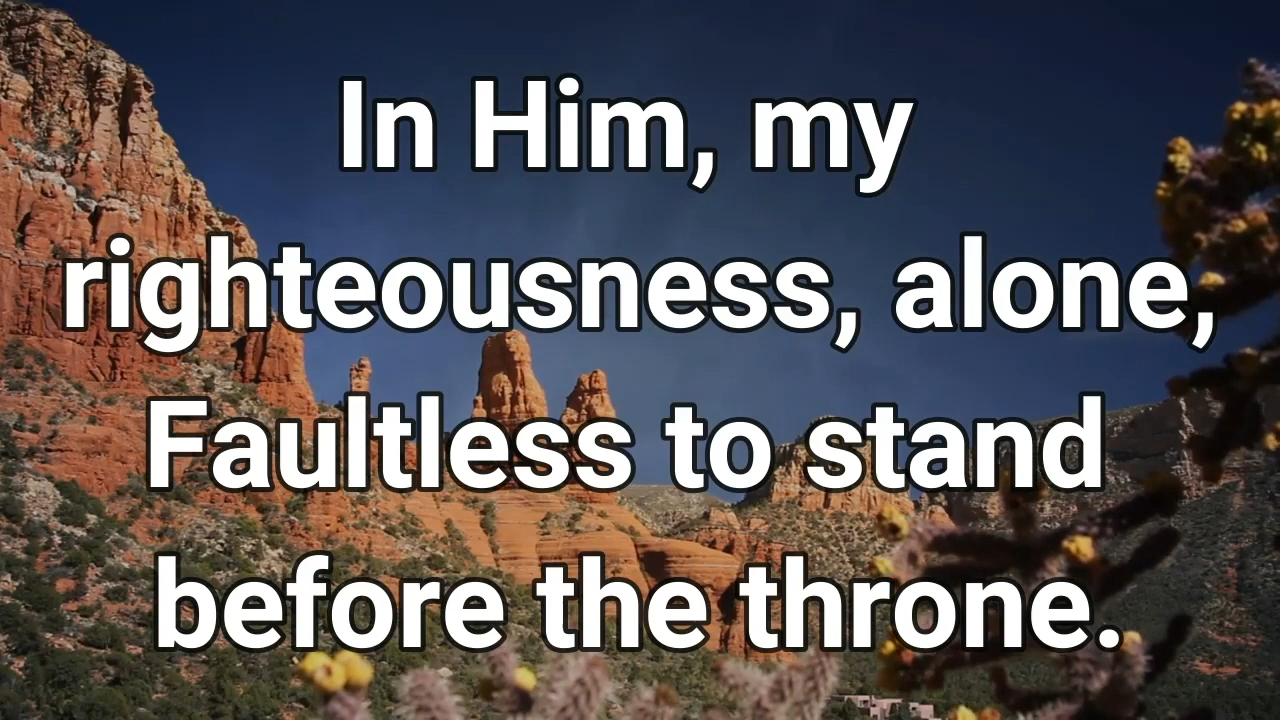 In Him, my
righteousness, alone,
Faultless to stand
before the throne.